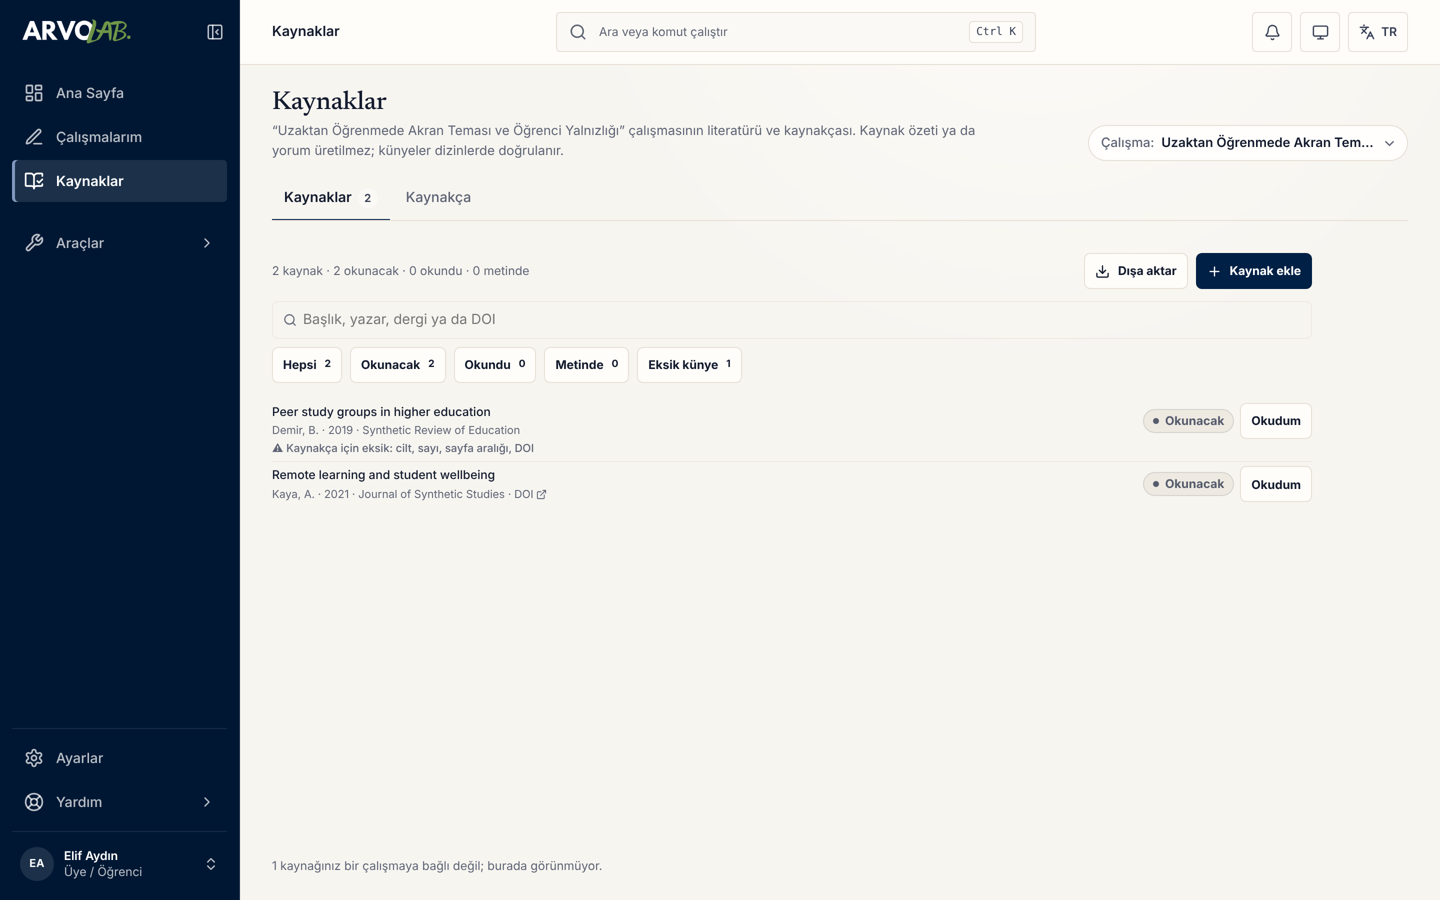 ARVO LAB.
Kaynaklar
Ara veya komut çalıştır
Ctrl K
TR
Ana Sayfa
Çalışmalarım
Kaynaklar
Araçlar
Kaynaklar
“Uzaktan Öğrenmede Akran Teması ve Öğrenci Yalnızlığı” çalışmasının literatürü ve kaynakçası. Kaynak özeti ya da
yorum üretilmez; künyeler dizinlerde doğrulanır.
Çalışma: Uzaktan Öğrenmede Akran Tem...
Kaynaklar 2
Kaynakça
2 kaynak · 2 okunacak · 0 okundu · 0 metinde
Dışa aktar
Kaynak ekle
Başlık, yazar, dergi ya da DOI
Hepsi 2
Okunacak 2
Okundu 0
Metinde 0
Eksik künye 1
Peer study groups in higher education
Demir, B. · 2019 · Synthetic Review of Education
Kaynakça için eksik: cilt, sayı, sayfa aralığı, DOI
Okunacak
Okudum
Remote learning and student wellbeing
Kaya, A. · 2021 · Journal of Synthetic Studies · DOI
Okunacak
Okudum
1 kaynağınız bir çalışmaya bağlı değil; burada görünmüyor.
Ayarlar
Yardım
EA
Elif Aydın
Üye / Öğrenci